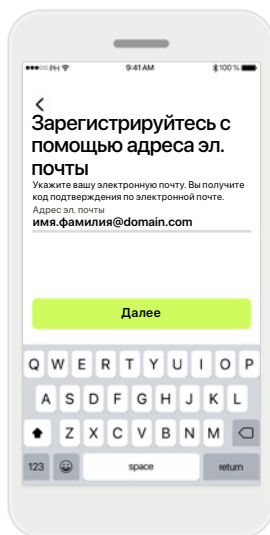 PH 9:41 AM 100 %
Зарегистрируйтесь с
помощью адреса эл.
почты
Укажите вашу электронную почту. Вы получите
код подтверждения по электронной почте.
Адрес эл. почты
имя.фамилия@domain.com
Далее
Q W E R T Y U I O P
A S D F G H J K L
Z X C V B N M
123 space return